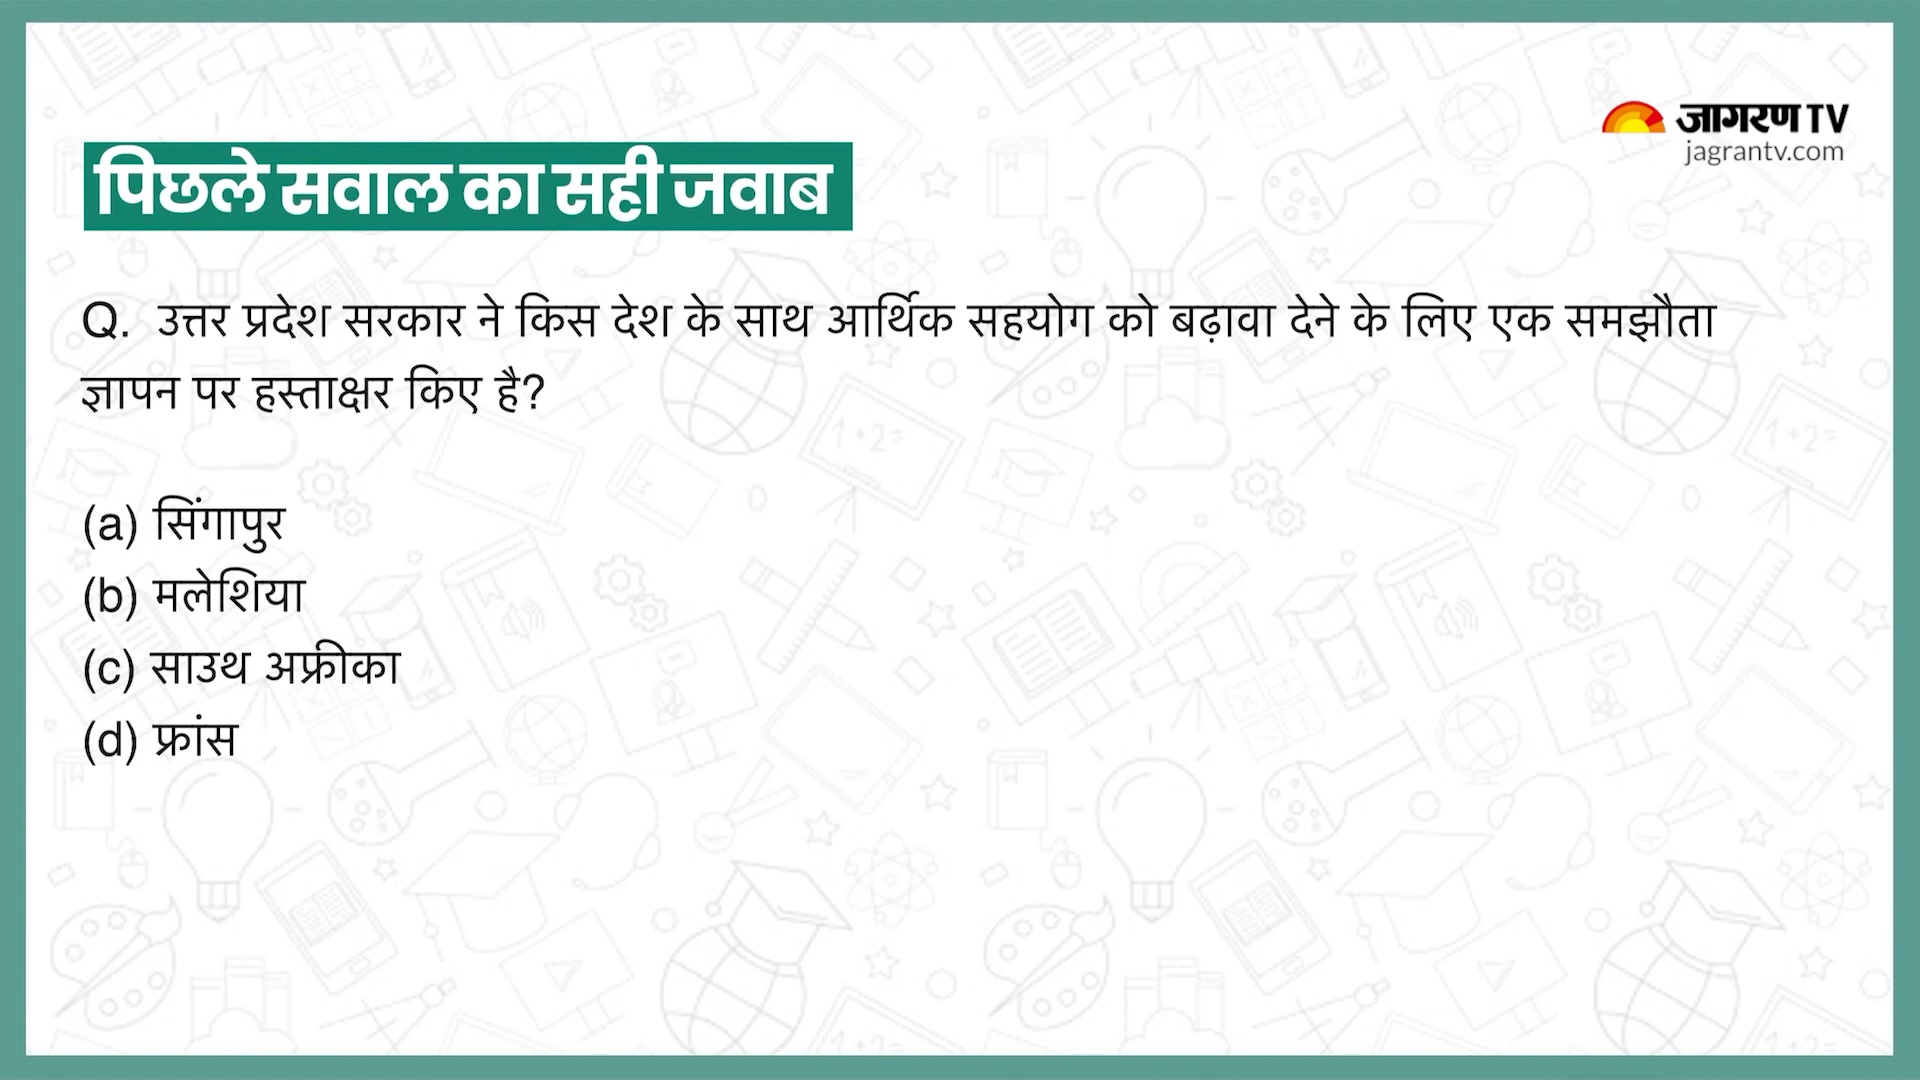 जागरण TV
jagrantv.com
पिछले सवाल का सही जवाब
Q. उत्तर प्रदेश सरकार ने किस देश के साथ आर्थिक सहयोग को बढ़ावा देने के लिए एक समझौता
ज्ञापन पर हस्ताक्षर किए है?
(a) सिंगापुर
(b) मलेशिया
(c) साउथ अफ्रीका
(d) फ्रांस